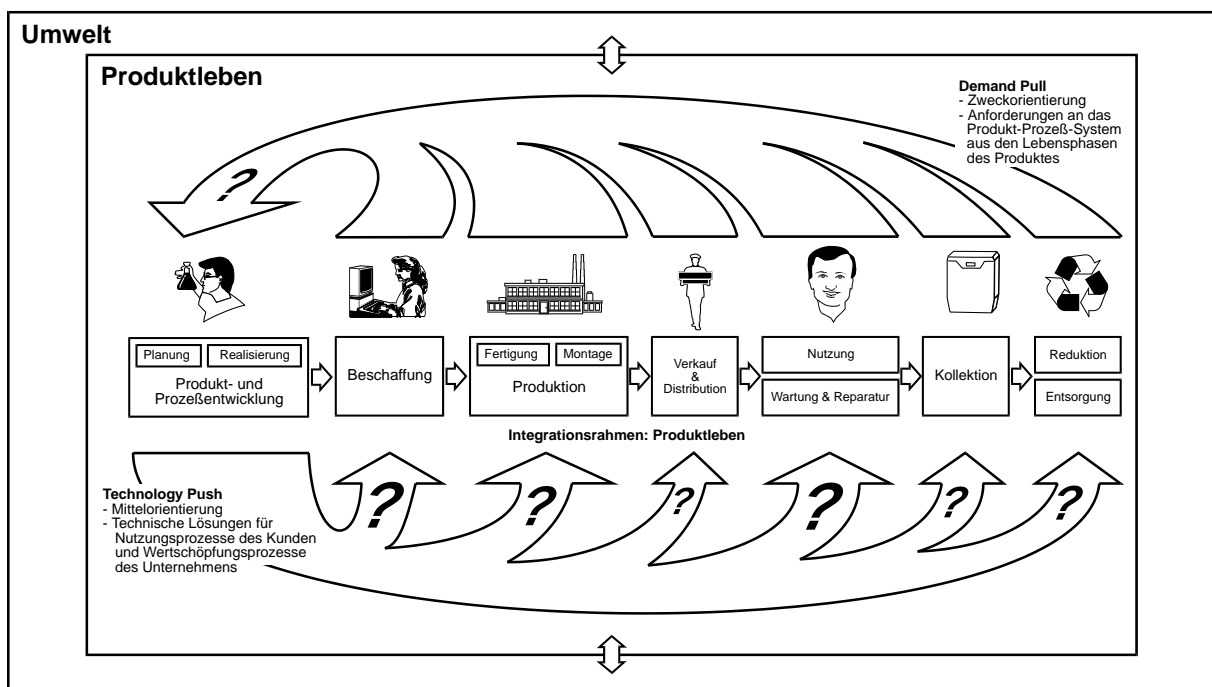 Umwelt
Produktleben
Demand Pull
- Zweckorientierung
- Anforderungen an das
Produkt-Prozeß-System
aus den Lebensphasen
des Produktes
?
Planung
Realisierung
Produkt- und
Prozeßentwicklung
Beschaffung
Fertigung
Montage
Produktion
Verkauf
&
Distribution
Nutzung
Wartung & Reparatur
Kollektion
Reduktion
Entsorgung
Integrationsrahmen: Produktleben
? ? ? ? ? ?
Technology Push
- Mittelorientierung
- Technische Lösungen für
Nutzungsprozesse des Kunden
und Wertschöpfungsprozesse
des Unternehmens